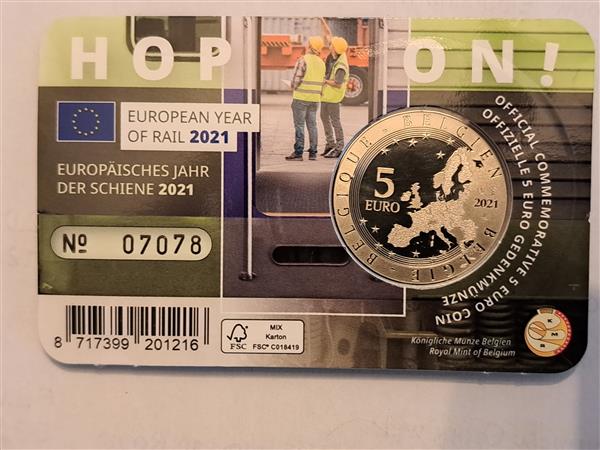 HOP ON!
EUROPEAN YEAR
OF RAIL 2021
EUROPÄISCHES JAHR
DER SCHIENE 2021
Nº 07078
BELGIQUE - BELGIEN - BELGIË -
5
EURO
2021
OFFICIAL COMMEMORATIVE 5 EURO COIN
OFFIZIELLE 5 EURO GEDENKMÜNZE
8 717399 201216
FSC
MIX
Karton
FSC® C018419
K M B
Königliche Münze Belgien
Royal Mint of Belgium